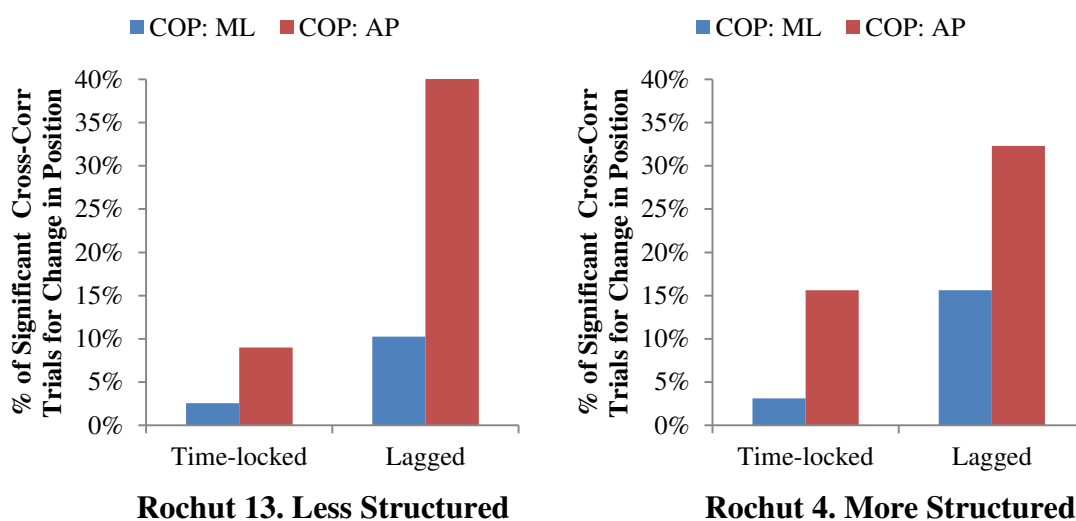 COP: ML COP: AP
% of Significant Cross-Corr
Trials for Change in Position
40%
35%
30%
25%
20%
15%
10%
5%
0%
Time-locked Lagged
Rochut 13. Less Structured
COP: ML COP: AP
% of Significant Cross-Corr
Trials for Change in Position
40%
35%
30%
25%
20%
15%
10%
5%
0%
Time-locked Lagged
Rochut 4. More Structured